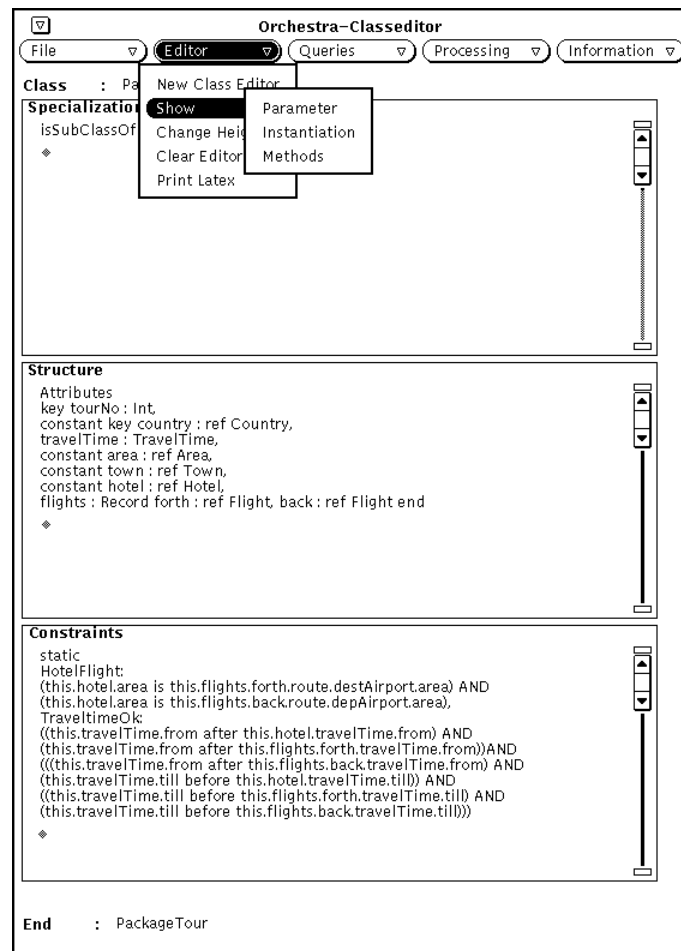 Orchestra-Classeditor
File Editor Queries Processing Information
Class : Pa
New Class Editor
Specialization
Show
Parameter
isSubClassOf
Change Hei
Instantiation
Clear Editor
Methods
Print Latex
Structure
Attributes
key tourNo : Int,
constant key country : ref Country,
travelTime : TravelTime,
constant area : ref Area,
constant town : ref Town,
constant hotel : ref Hotel,
flights : Record forth : ref Flight, back : ref Flight end
Constraints
static
HotelFlight:
(this.hotel.area is this.flights.forth.route.destAirport.area) AND
(this.hotel.area is this.flights.back.route.depAirport.area),
TraveltimeOk:
((this.travelTime.from after this.hotel.travelTime.from) AND
(this.travelTime.from after this.flights.forth.travelTime.from))AND
(((this.travelTime.from after this.flights.back.travelTime.from) AND
(this.travelTime.till before this.hotel.travelTime.till)) AND
((this.travelTime.till before this.flights.forth.travelTime.till) AND
(this.travelTime.till before this.flights.back.travelTime.till)))
End : PackageTour